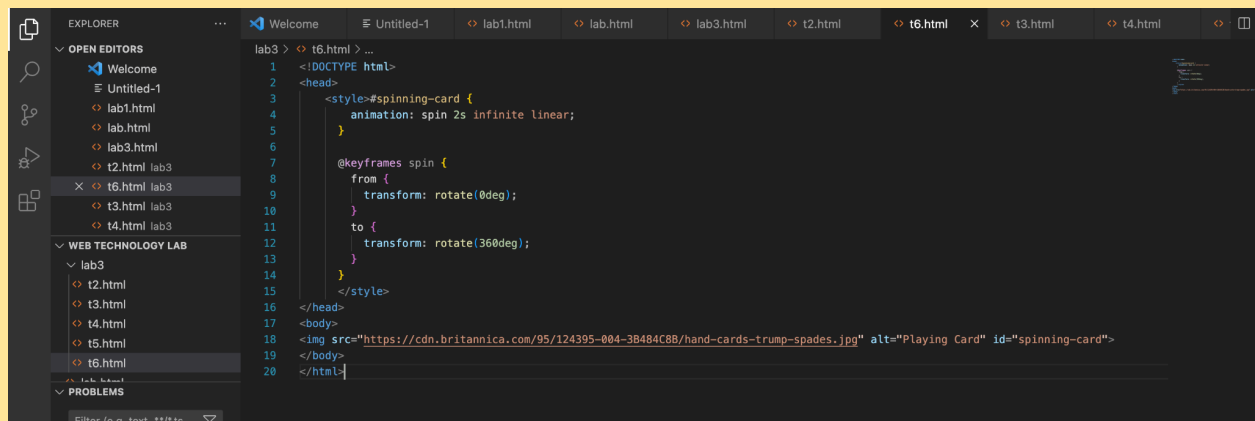 EXPLORER
OPEN EDITORS
Welcome
Untitled-1
lab1.html
lab.html
lab3.html
t2.html lab3
t6.html lab3
t3.html lab3
t4.html lab3
WEB TECHNOLOGY LAB
lab3
t2.html
t3.html
t4.html
t5.html
t6.html
PROBLEMS
Welcome Untitled-1 lab1.html lab.html lab3.html t2.html t6.html t3.html t4.html
lab3 > t6.html > ...
1 <!DOCTYPE html>
2 <head>
3 <style>#spinning-card {
4 animation: spin 2s infinite linear;
5 }
6
7 @keyframes spin {
8 from {
9 transform: rotate(0deg);
10 }
11 to {
12 transform: rotate(360deg);
13 }
14 }
15 </style>
16 </head>
17 <body>
18 <img src="https://cdn.britannica.com/95/124395-004-3B484C8B/hand-cards-trump-spades.jpg" alt="Playing Card" id="spinning-card">
19 </body>
20 </html>